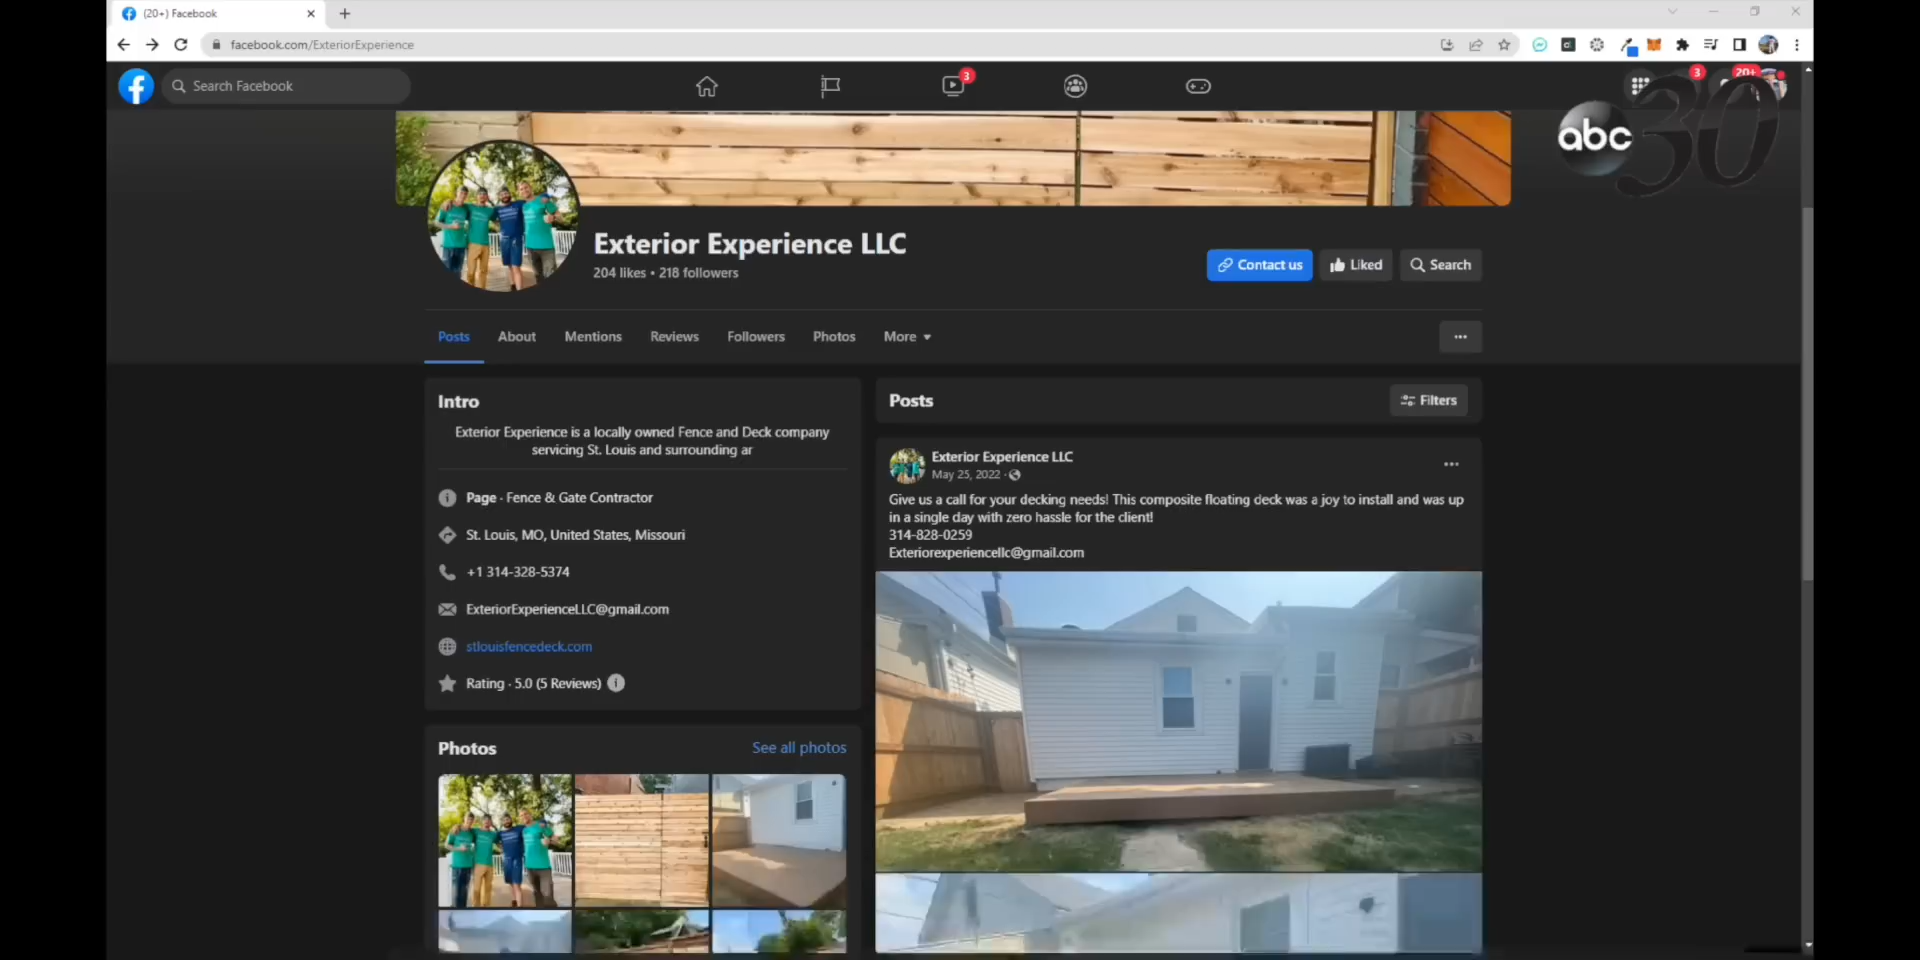 (20+) Facebook
facebook.com/ExteriorExperience
Search Facebook
3
3
20+
abc 30
Exterior Experience LLC
204 likes • 218 followers
Contact us
Liked
Search
Posts
About
Mentions
Reviews
Followers
Photos
More
Intro
Exterior Experience is a locally owned Fence and Deck company
servicing St. Louis and surrounding ar
Page · Fence & Gate Contractor
St. Louis, MO, United States, Missouri
+1 314-328-5374
ExteriorExperienceLLC@gmail.com
stlouisfencedeck.com
Rating · 5.0 (5 Reviews)
Photos
See all photos
Posts
Filters
Exterior Experience LLC
May 25, 2022 ·
Give us a call for your decking needs! This composite floating deck was a joy to install and was up
in a single day with zero hassle for the client!
314-828-0259
Exteriorexperiencellc@gmail.com